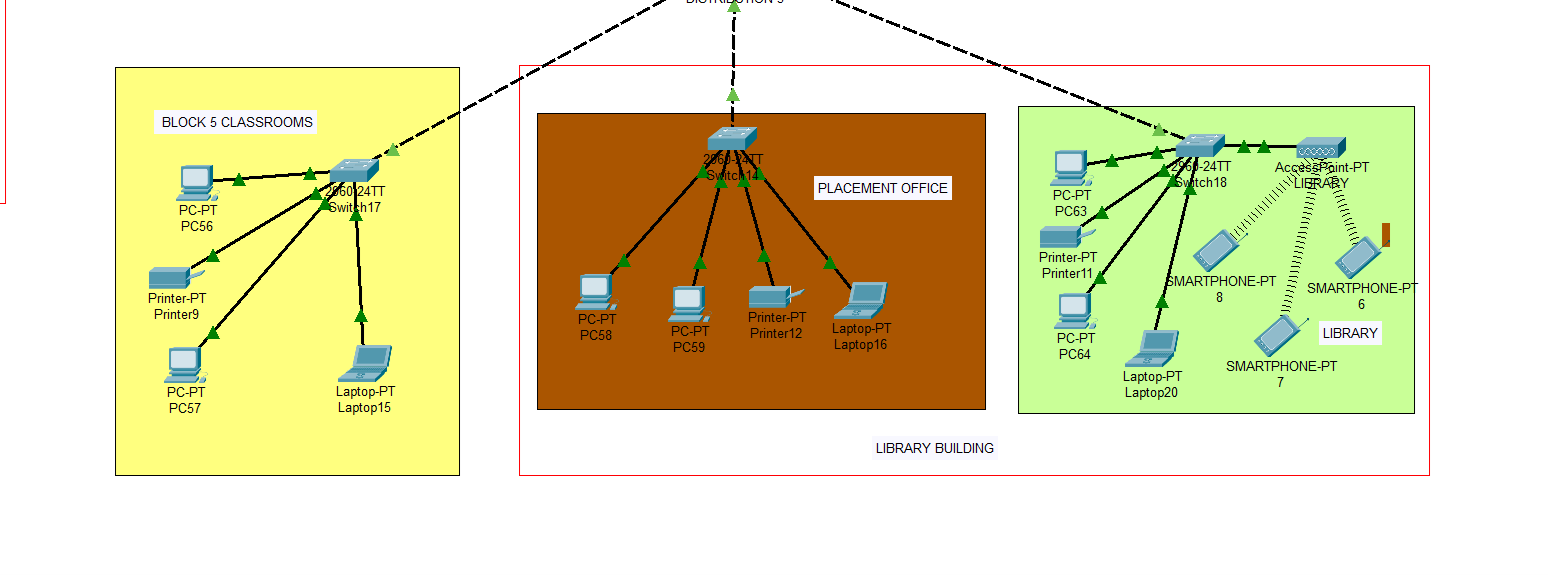 DISTRIBUTION 5
BLOCK 5 CLASSROOMS
2960-24TT
Switch17
PC-PT
PC56
Printer-PT
Printer9
PC-PT
PC57
Laptop-PT
Laptop15
2960-24TT
Switch14
PLACEMENT OFFICE
PC-PT
PC58
PC-PT
PC59
Printer-PT
Printer12
Laptop-PT
Laptop16
2960-24TT
Switch18
AccessPoint-PT
LIBRARY
PC-PT
PC63
Printer-PT
Printer11
PC-PT
PC64
Laptop-PT
Laptop20
SMARTPHONE-PT
8
SMARTPHONE-PT
6
SMARTPHONE-PT
7
LIBRARY
LIBRARY BUILDING